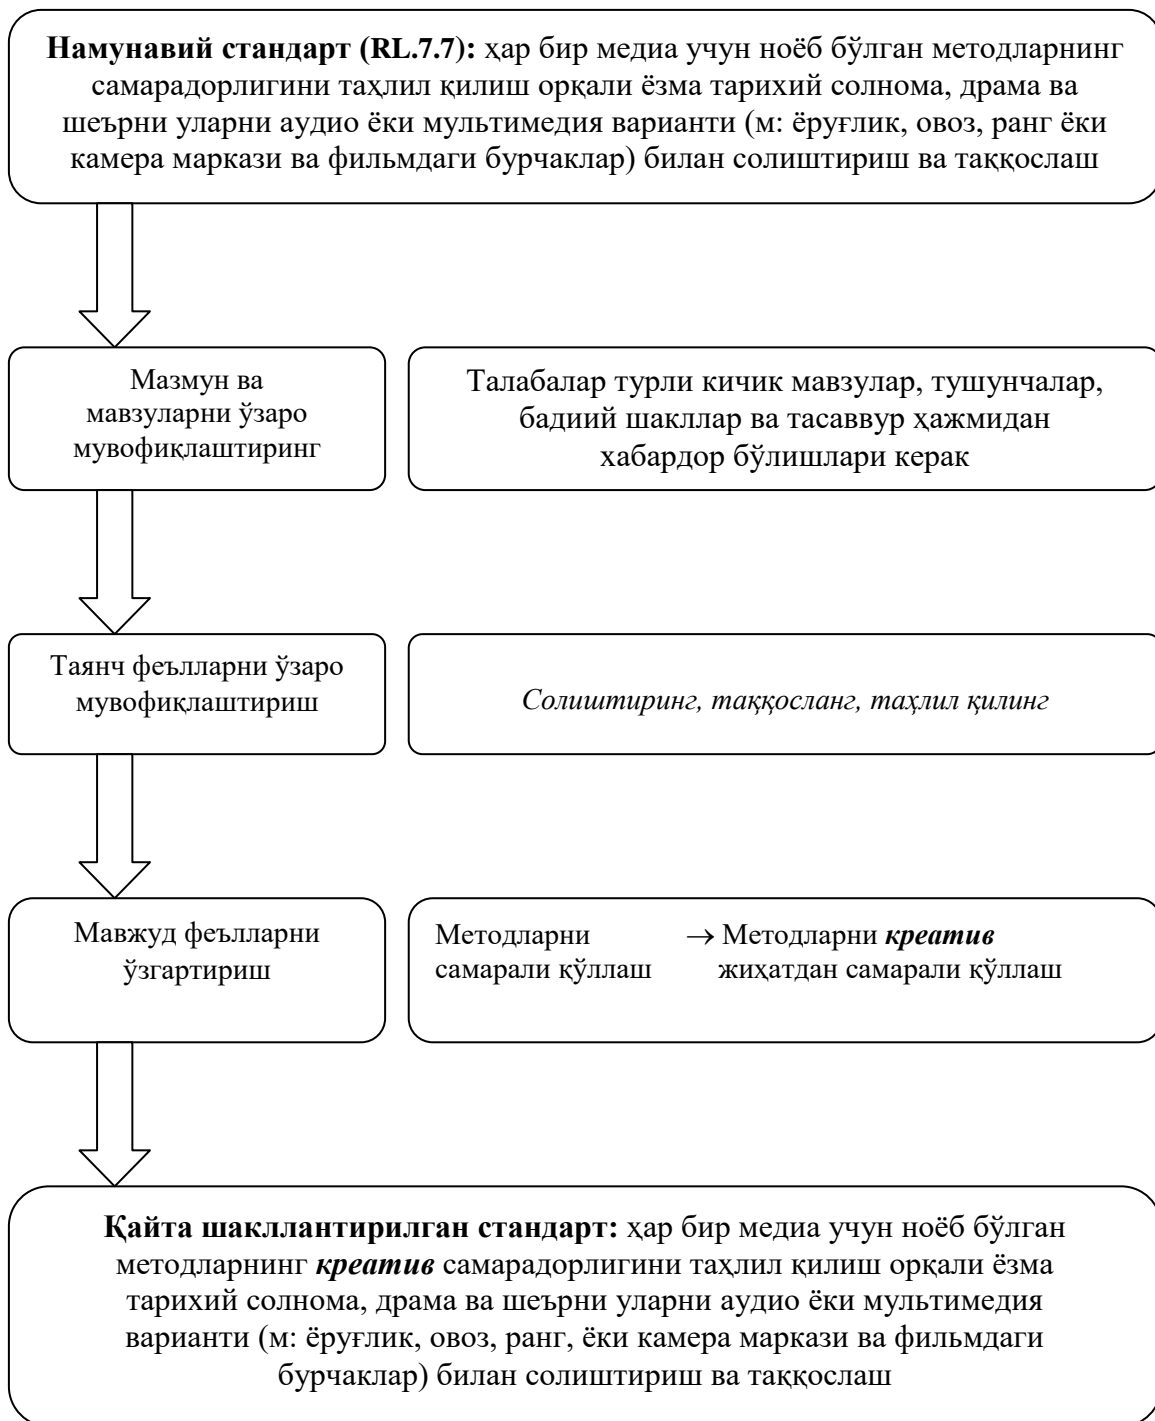 Намунавий стандарт (RL.7.7): ҳар бир медиа учун ноёб бўлган методларнинг
самарадорлигини таҳлил қилиш орқали ёзма тарихий солнома, драма ва
шеърни уларни аудио ёки мультимедия варианти (м: ёруғлик, овоз, ранг ёки
камера маркази ва фильмдаги бурчаклар) билан солиштириш ва таққослаш
Мазмун ва
мавзуларни ўзаро
мувофиқлаштиринг
Талабалар турли кичик мавзулар, тушунчалар,
бадиий шакллар ва тасаввур ҳажмидан
хабардор бўлишлари керак
Таянч феълларни ўзаро
мувофиқлаштириш
Солиштиринг, таққосланг, таҳлил қилинг
Мавжуд феълларни
ўзгартириш
Методларни → Методларни креатив
самарали қўллаш жиҳатдан самарали қўллаш
Қайта шакллантирилган стандарт: ҳар бир медиа учун ноёб бўлган
методларнинг креатив самарадорлигини таҳлил қилиш орқали ёзма
тарихий солнома, драма ва шеърни уларни аудио ёки мультимедия
варианти (м: ёруғлик, овоз, ранг, ёки камера маркази ва фильмдаги
бурчаклар) билан солиштириш ва таққослаш